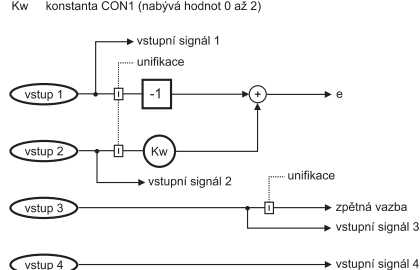 Kw konstanta CON1 (nabývá hodnot 0 až 2)
vstupní signál 1
unifikace
vstup 1
-1
+
e
vstup 2
Kw
vstupní signál 2
unifikace
vstup 3
zpětná vazba
vstupní signál 3
vstup 4
vstupní signál 4